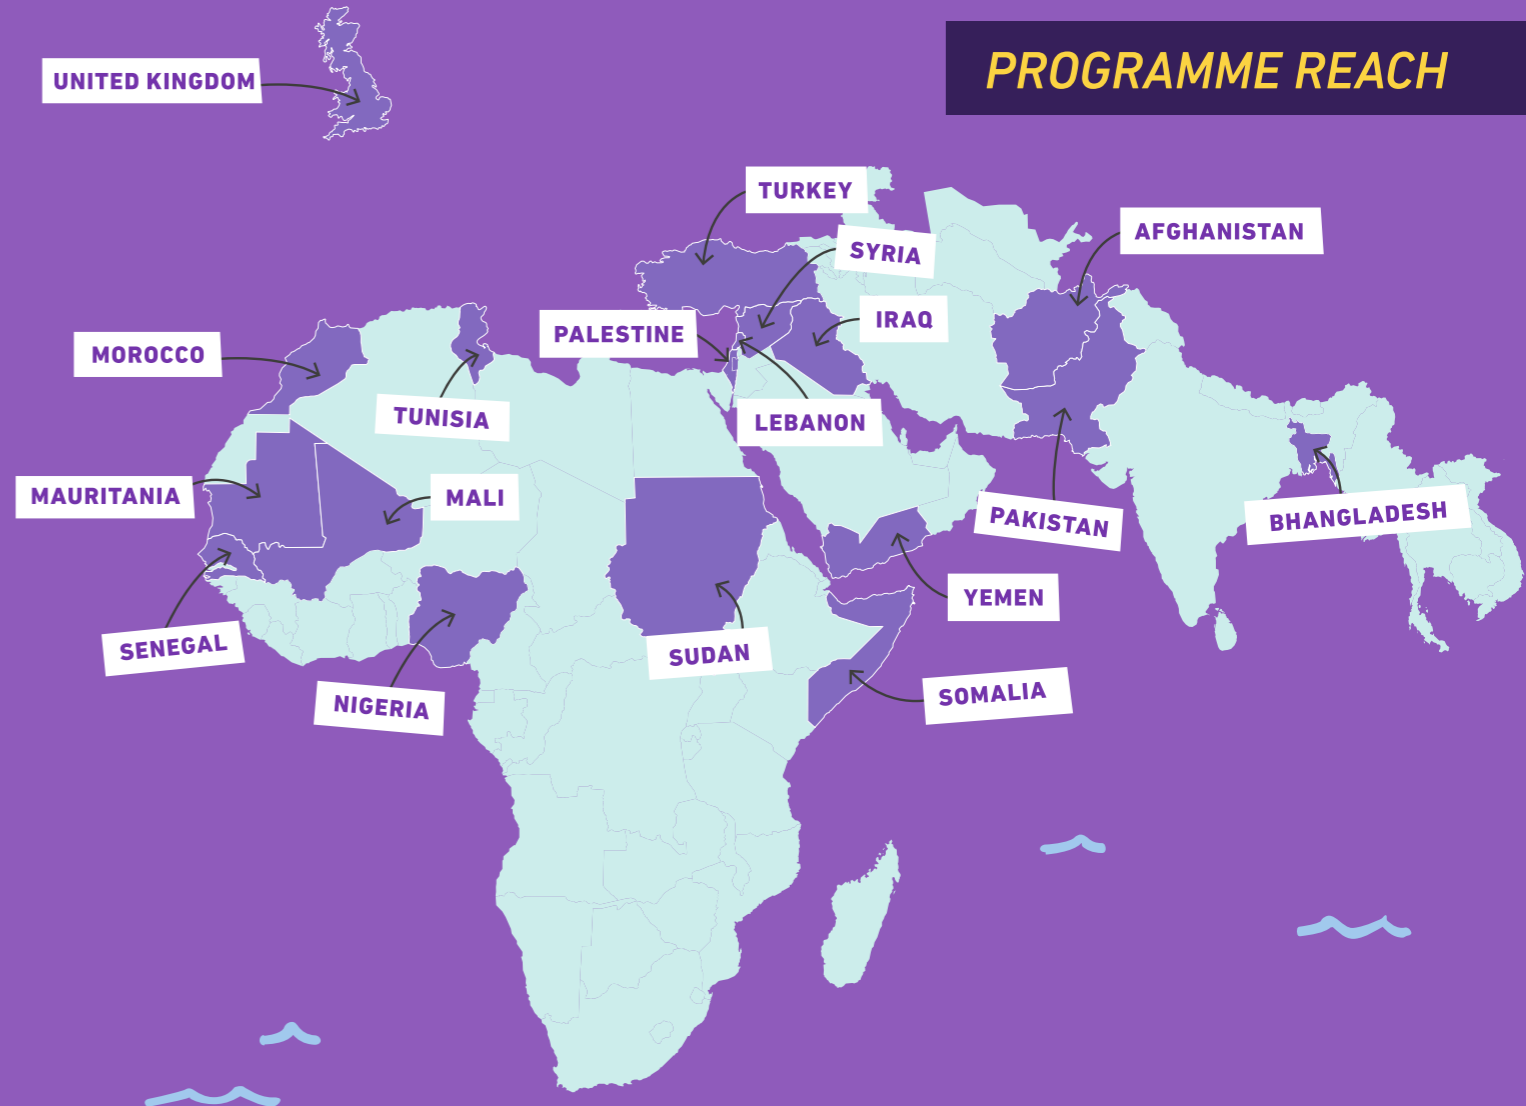 PROGRAMME REACH
UNITED KINGDOM
TURKEY
AFGHANISTAN
SYRIA
IRAQ
PALESTINE
MOROCCO
TUNISIA
LEBANON
MAURITANIA
MALI
PAKISTAN
BHANGLADESH
YEMEN
SENEGAL
SUDAN
NIGERIA
SOMALIA